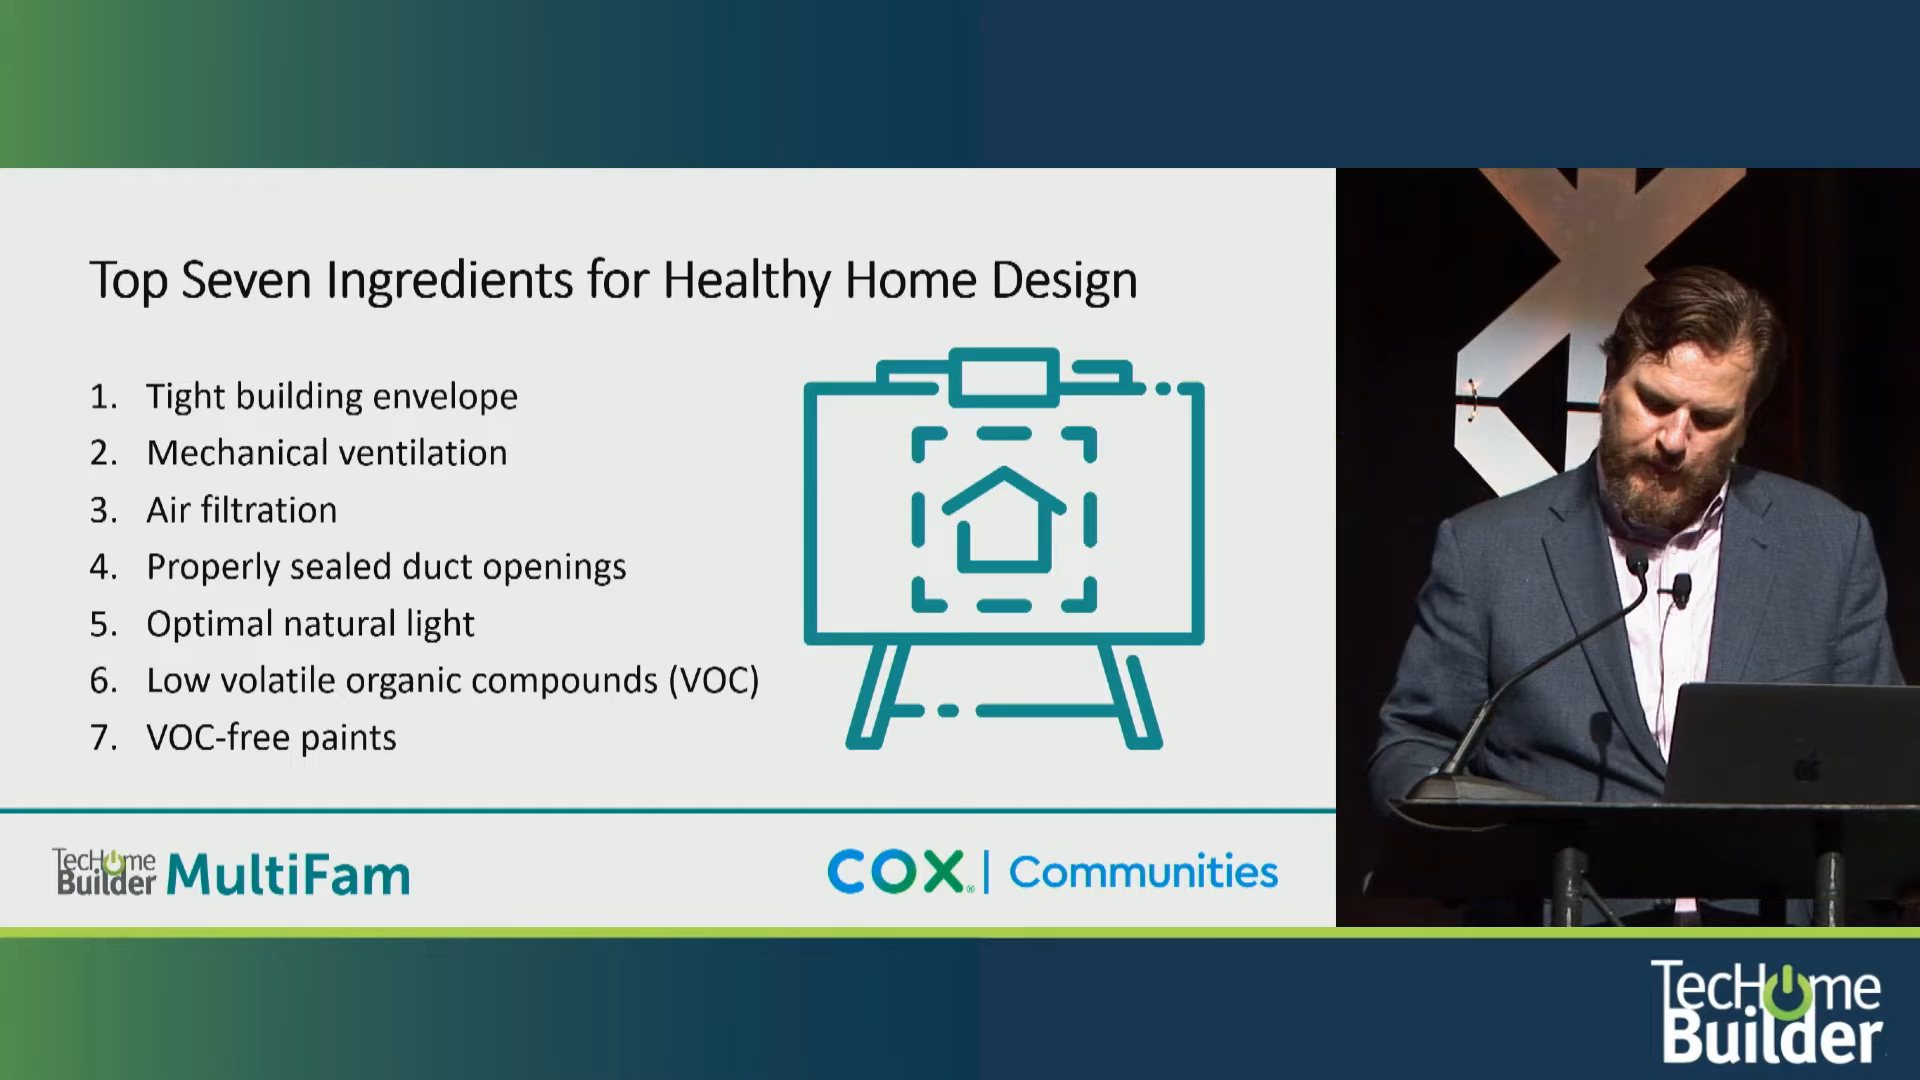 Top Seven Ingredients for Healthy Home Design
1. Tight building envelope
2. Mechanical ventilation
3. Air filtration
4. Properly sealed duct openings
5. Optimal natural light
6. Low volatile organic compounds (VOC)
7. VOC-free paints
TecHome
Builder MultiFam
COX® | Communities
TecHome
Builder